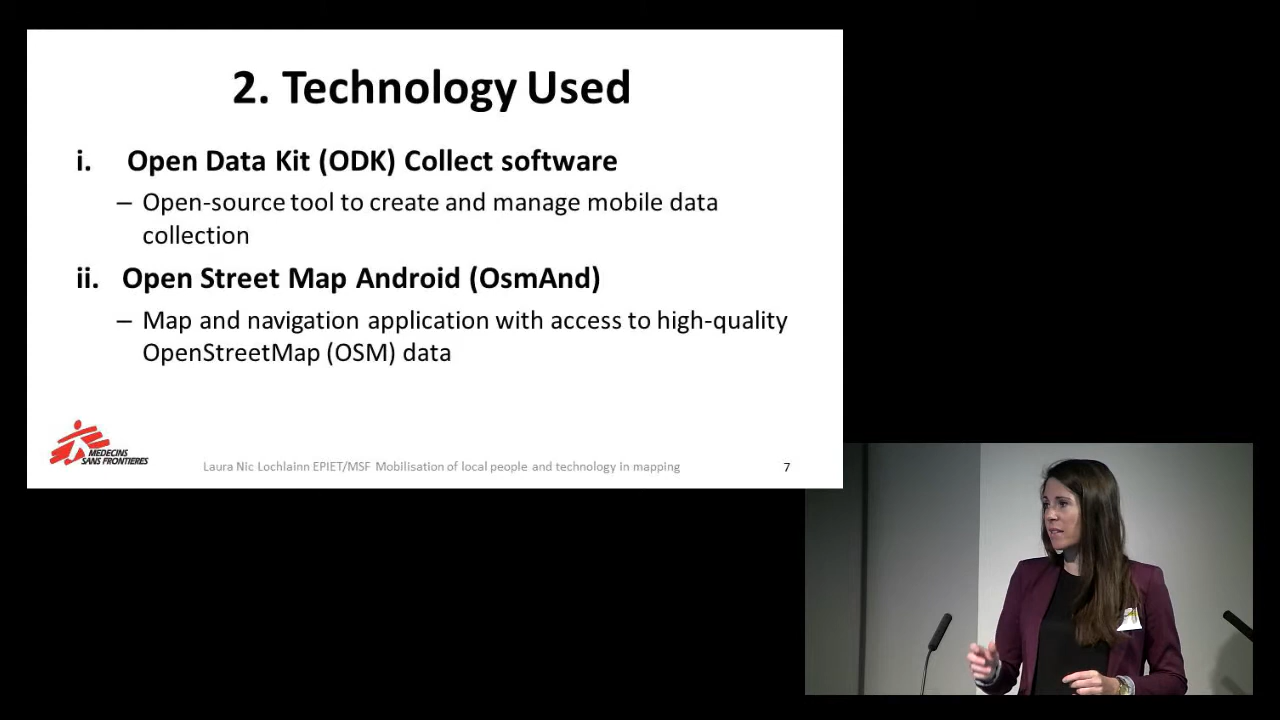 2. Technology Used
i. Open Data Kit (ODK) Collect software
– Open-source tool to create and manage mobile data
collection
ii. Open Street Map Android (OsmAnd)
– Map and navigation application with access to high-quality
OpenStreetMap (OSM) data
MEDECINS
SANS FRONTIERES
Laura Nic Lochlainn EPIET/MSF Mobilisation of local people and technology in mapping
7